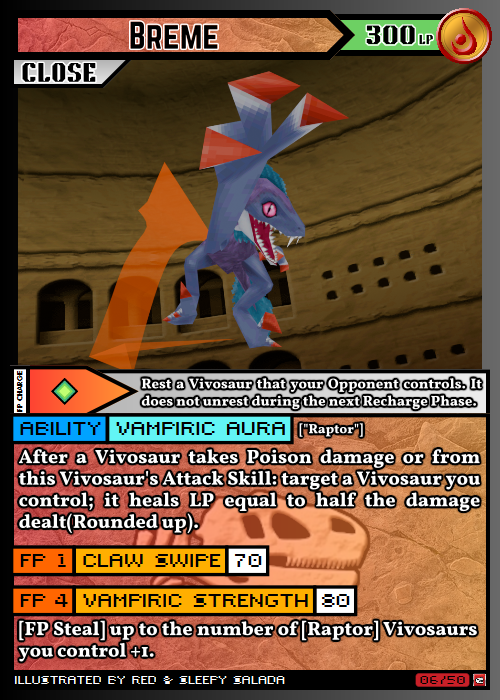 BREME
300 LP
CLOSE
FP CHARGE
Rest a Vivosaur that your Opponent controls. It
does not unrest during the next Recharge Phase.
ABILITY VAMPIRIC AURA ["Raptor"]
After a Vivosaur takes Poison damage or from
this Vivosaur's Attack Skill: target a Vivosaur you
control; it heals LP equal to half the damage
dealt(Rounded up).
FP 1 CLAW SWIPE 70
FP 4 VAMPIRIC STRENGTH 80
[FP Steal] up to the number of [Raptor] Vivosaurs
you control +1.
ILLUSTRATED BY RED & SLEEPY SALADA
06/50